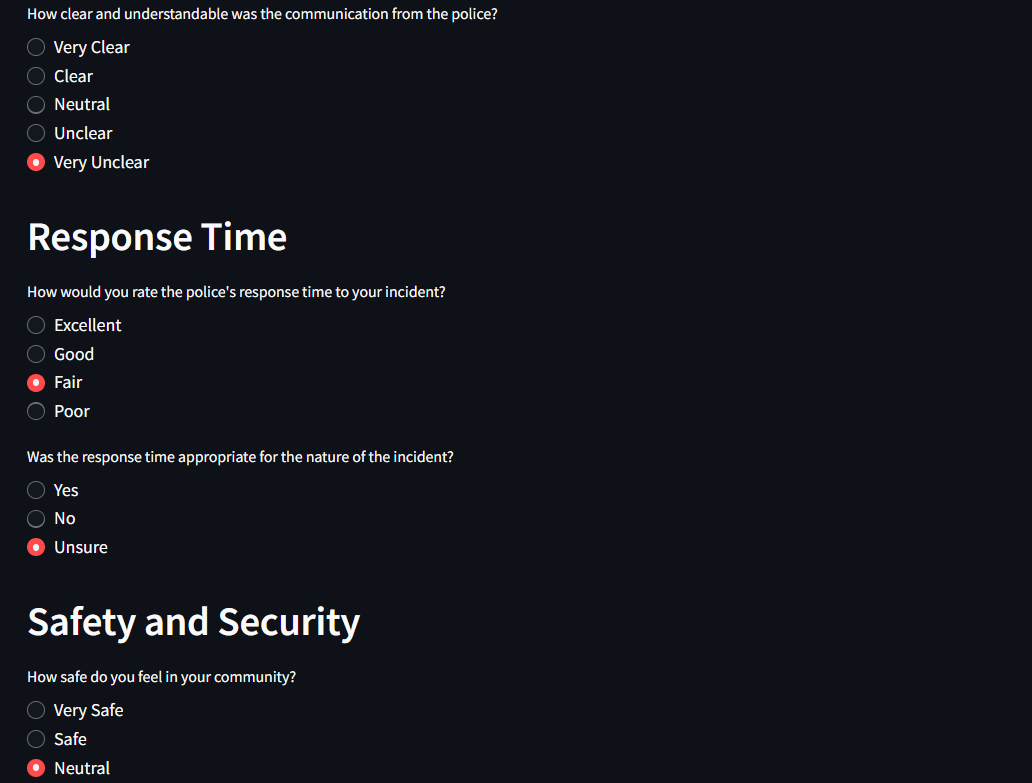 How clear and understandable was the communication from the police?
Very Clear
Clear
Neutral
Unclear
Very Unclear
Response Time
How would you rate the police's response time to your incident?
Excellent
Good
Fair
Poor
Was the response time appropriate for the nature of the incident?
Yes
No
Unsure
Safety and Security
How safe do you feel in your community?
Very Safe
Safe
Neutral